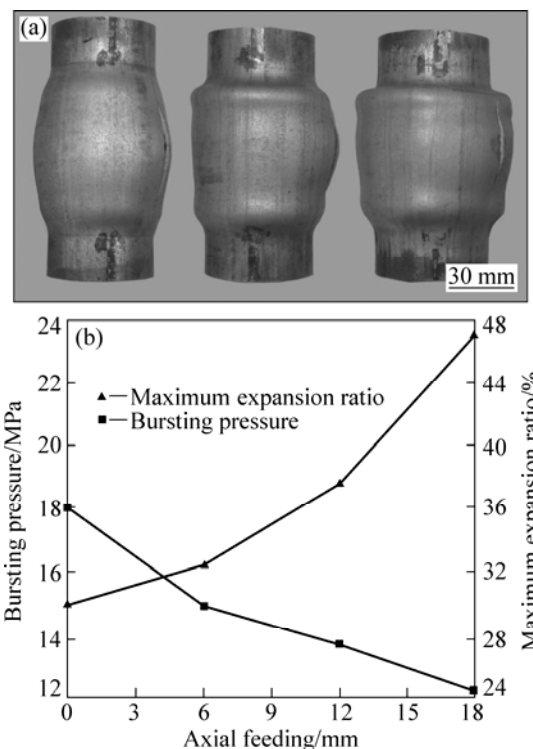 (a)
30 mm
(b)
Maximum expansion ratio
Bursting pressure
Bursting pressure/MPa
24
22
20
18
16
14
12
Maximum expansion ratio/%
48
44
40
36
32
28
24
0 3 6 9 12 15 18
Axial feeding/mm